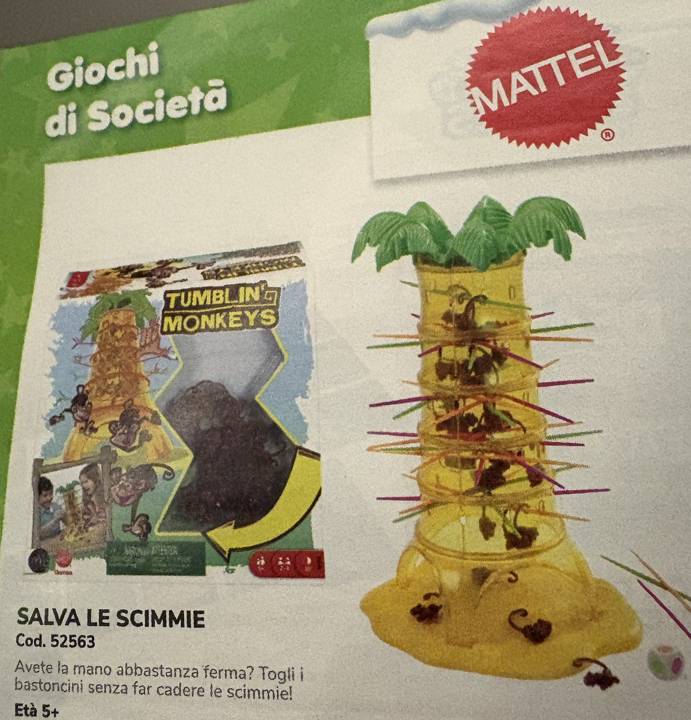 Giochi
di Società
MATTEL
®
TUMBLIN'
MONKEYS
SALVA LE SCIMMIE
Cod. 52563
Avete la mano abbastanza ferma? Togli i
bastoncini senza far cadere le scimmie!
Età 5+